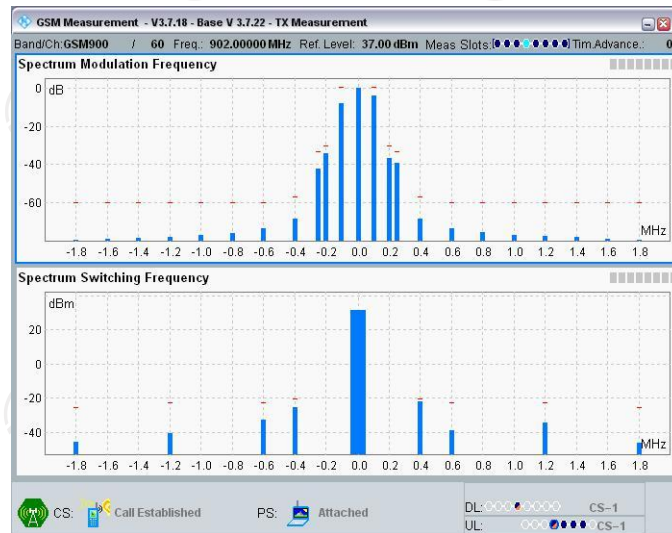 GSM Measurement - V3.7.18 - Base V 3.7.22 - TX Measurement
Band/Ch: GSM900 / 60 Freq.: 902.00000 MHz Ref. Level: 37.00 dBm Meas Slots: Tim.Advance.: 0
Spectrum Modulation Frequency
dB
0
-20
-40
-60
MHz
-1.8 -1.6 -1.4 -1.2 -1.0 -0.8 -0.6 -0.4 -0.2 0.0 0.2 0.4 0.6 0.8 1.0 1.2 1.4 1.6 1.8
Spectrum Switching Frequency
dBm
20
0
-20
-40
MHz
-1.8 -1.6 -1.4 -1.2 -1.0 -0.8 -0.6 -0.4 -0.2 0.0 0.2 0.4 0.6 0.8 1.0 1.2 1.4 1.6 1.8
CS: Call Established PS: Attached
DL: CS-1
UL: CS-1